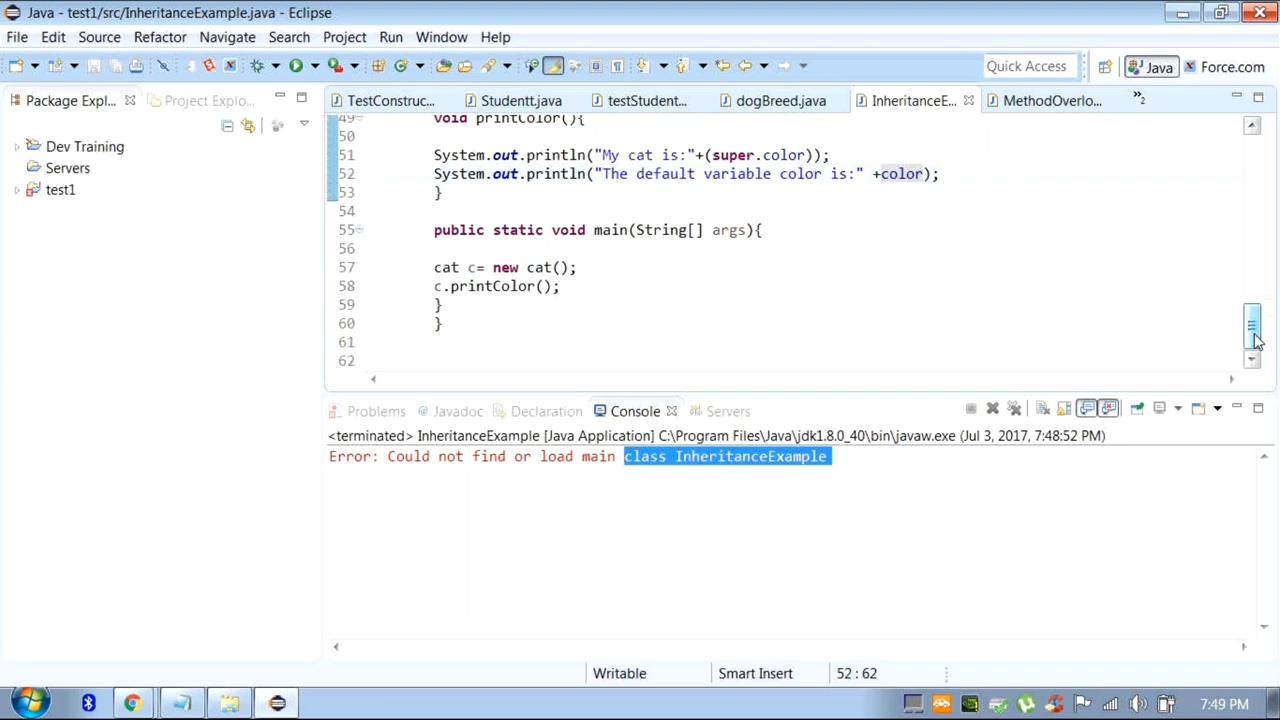 Java - test1/src/InheritanceExample.java - Eclipse
File Edit Source Refactor Navigate Search Project Run Window Help
Quick Access Java Force.com
Package Expl... Project Explo...
TestConstruc... Studentt.java testStudent... dogBreed.java InheritanceE... MethodOverlo... »2
Dev Training
Servers
test1
49 void printColor(){
50
51 System.out.println("My cat is:"+(super.color));
52 System.out.println("The default variable color is:" +color);
53 }
54
55 public static void main(String[] args){
56
57 cat c= new cat();
58 c.printColor();
59 }
60 }
61
62
Problems Javadoc Declaration Console Servers
<terminated> InheritanceExample [Java Application] C:\Program Files\Java\jdk1.8.0_40\bin\javaw.exe (Jul 3, 2017, 7:48:52 PM)
Error: Could not find or load main class InheritanceExample
Writable Smart Insert 52 : 62
7:49 PM